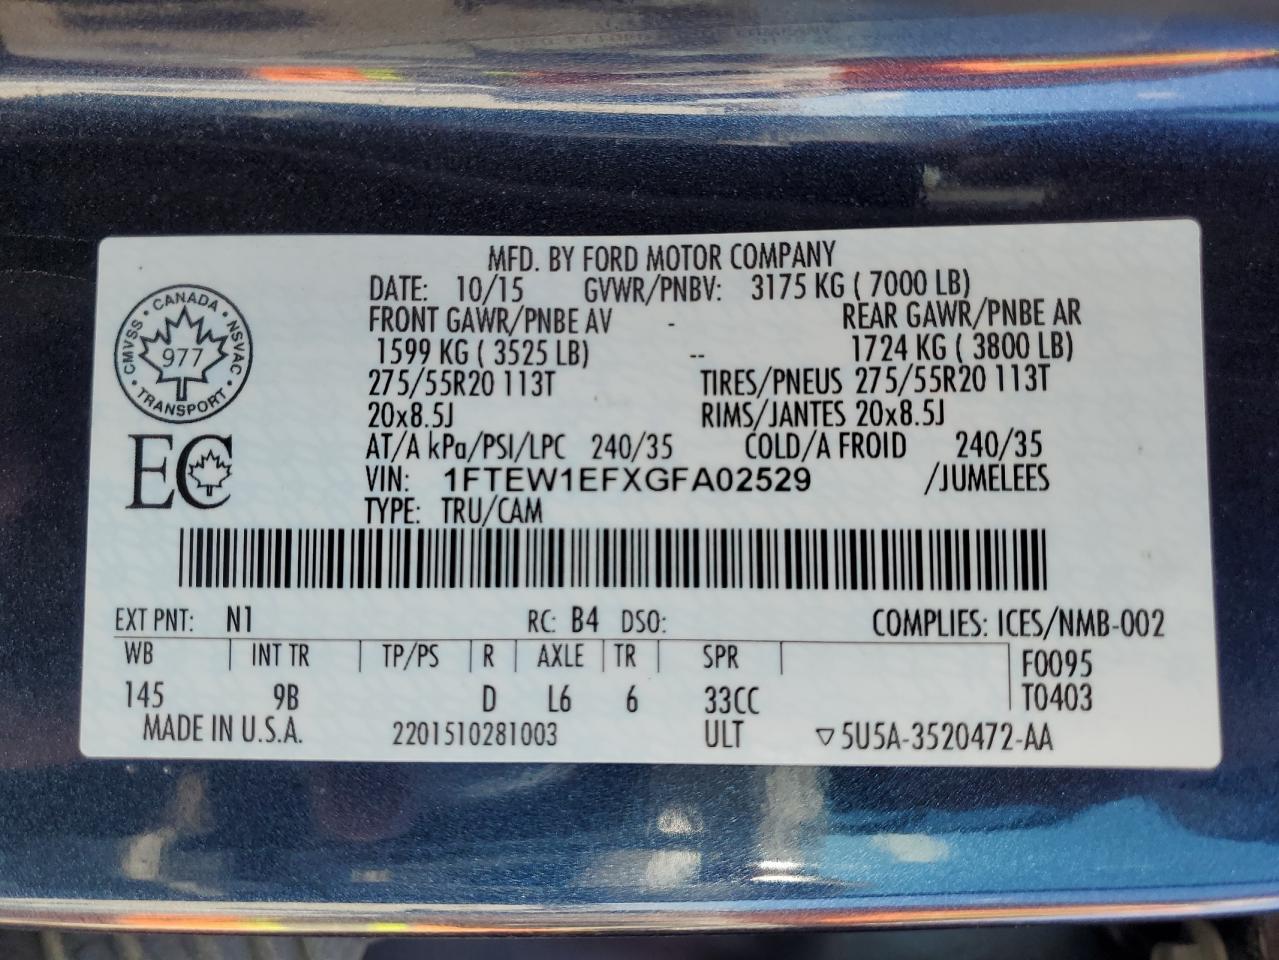 MFD. BY FORD MOTOR COMPANY
DATE: 10/15 GVWR/PNBV: 3175 KG ( 7000 LB)
FRONT GAWR/PNBE AV - REAR GAWR/PNBE AR
1599 KG ( 3525 LB) -- 1724 KG ( 3800 LB)
275/55R20 113T TIRES/PNEUS 275/55R20 113T
20x8.5J RIMS/JANTES 20x8.5J
AT/A kPa/PSI/LPC 240/35 COLD/A FROID 240/35
VIN: 1FTEW1EFXGFA02529 /JUMELEES
TYPE: TRU/CAM
CANADA
CMVSS NSVAC
977
TRANSPORT
EC
EXT PNT: N1 RC: B4 DSO: COMPLIES: ICES/NMB-002
WB INT TR TP/PS R AXLE TR SPR F0095
145 9B D L6 6 33CC T0403
MADE IN U.S.A. 2201510281003 ULT ▽5U5A-3520472-AA